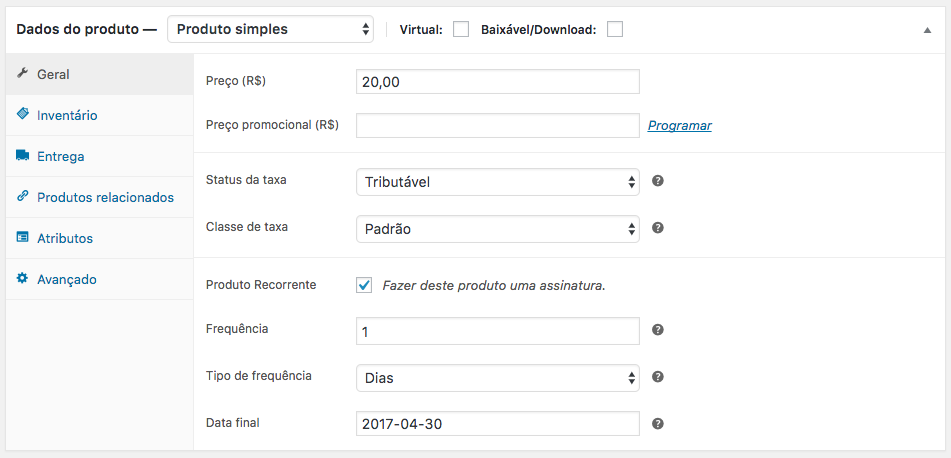 Dados do produto — Produto simples Virtual: Baixável/Download:
Geral
Inventário
Entrega
Produtos relacionados
Atributos
Avançado
Preço (R$) 20,00
Preço promocional (R$) Programar
Status da taxa Tributável ?
Classe de taxa Padrão ?
Produto Recorrente Fazer deste produto uma assinatura.
Frequência 1 ?
Tipo de frequência Dias ?
Data final 2017-04-30 ?